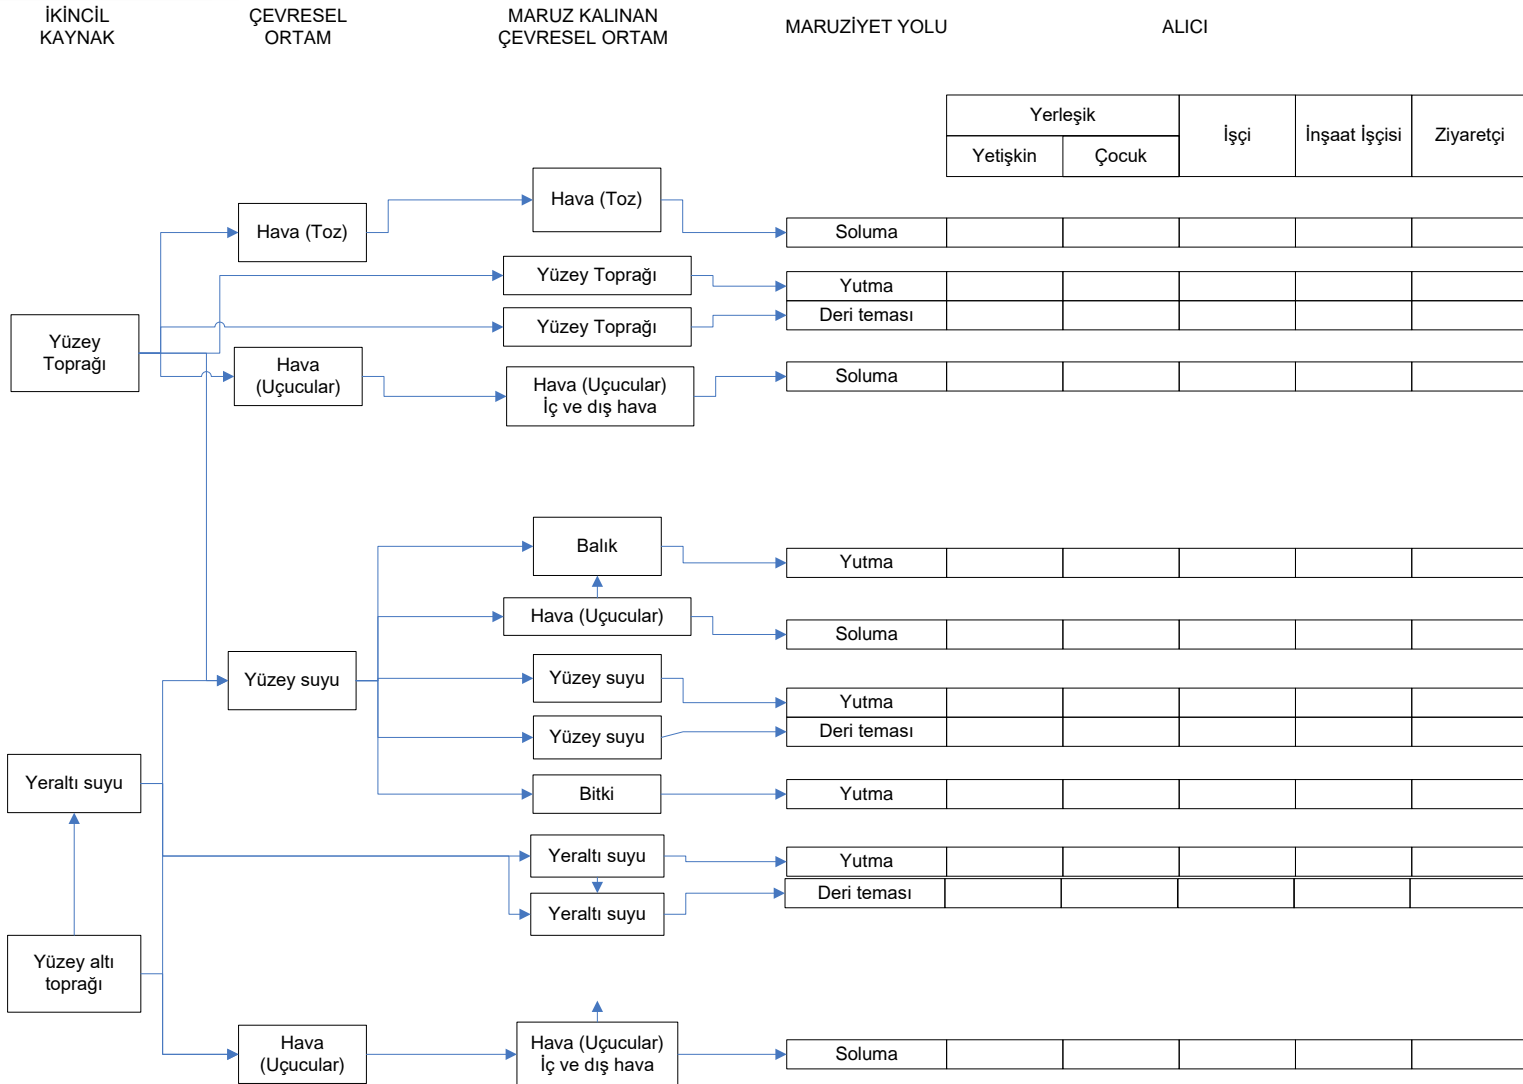 İKİNCİL
KAYNAK
ÇEVRESEL
ORTAM
MARUZ KALINAN
ÇEVRESEL ORTAM
MARUZİYET YOLU
ALICI
Yerleşik
Yetişkin
Çocuk
İşçi
İnşaat İşçisi
Ziyaretçi
Hava (Toz)
Hava (Toz)
Soluma
Yüzey Toprağı
Yutma
Yüzey Toprağı
Deri teması
Yüzey
Toprağı
Hava
(Uçucular)
Hava (Uçucular)
İç ve dış hava
Soluma
Balık
Yutma
Hava (Uçucular)
Soluma
Yüzey suyu
Yüzey suyu
Yutma
Yüzey suyu
Deri teması
Yeraltı suyu
Bitki
Yutma
Yeraltı suyu
Yutma
Yeraltı suyu
Deri teması
Yüzey altı
toprağı
Hava
(Uçucular)
Hava (Uçucular)
İç ve dış hava
Soluma